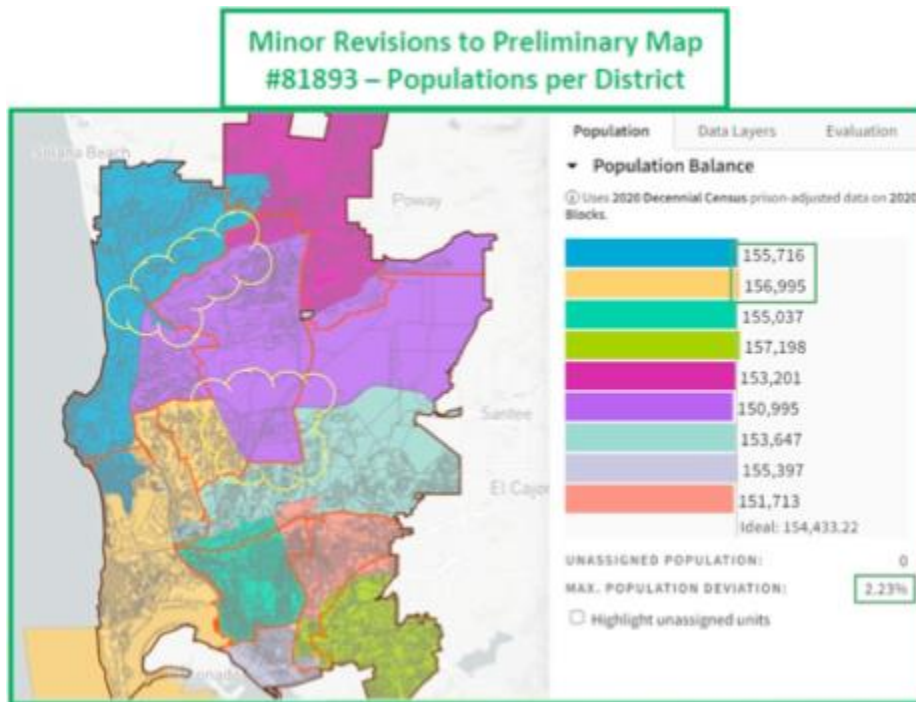 Minor Revisions to Preliminary Map
#81893 – Populations per District
Population Data Layers Evaluation
Solana Beach
Population Balance
Poway
Uses 2020 Decennial Census prison-adjusted data on 2020
Blocks.
155,716
156,995
155,037
157,198
153,201
150,995
Santee
153,647
155,397
El Cajon
151,713
Ideal: 154,433.22
UNASSIGNED POPULATION: 0
MAX. POPULATION DEVIATION: 2.23%
Highlight unassigned units